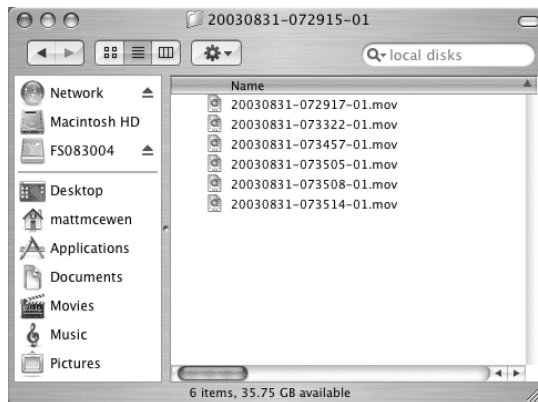 20030831-072915-01
local disks
Network
Macintosh HD
FS083004
Desktop
mattmcewen
Applications
Documents
Movies
Music
Pictures
Name
20030831-072917-01.mov
20030831-073322-01.mov
20030831-073457-01.mov
20030831-073505-01.mov
20030831-073508-01.mov
20030831-073514-01.mov
6 items, 35.75 GB available